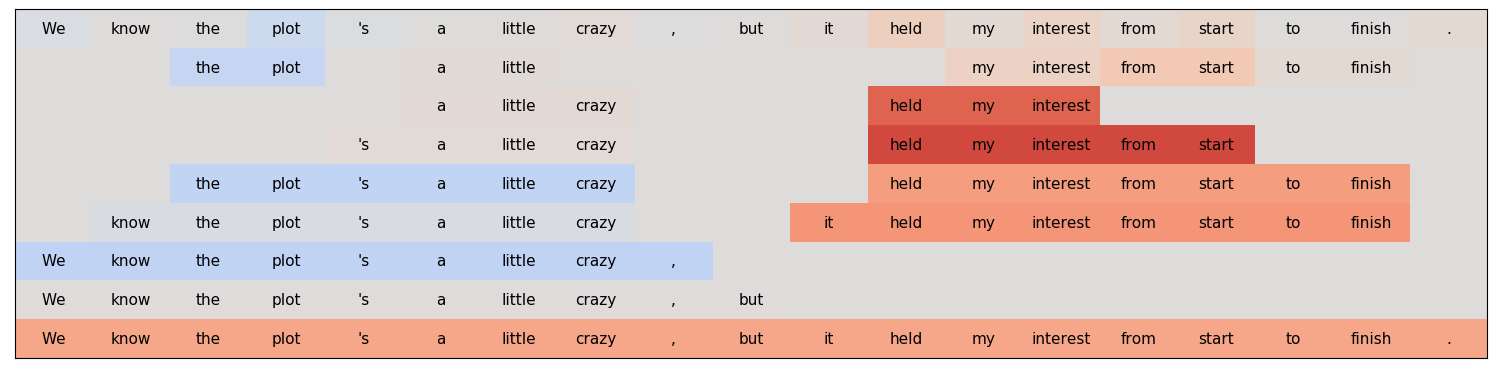 We know the plot 's a little crazy , but it held my interest from start to finish .
the plot a little my interest from start to finish
a little crazy held my interest
's a little crazy held my interest from start
the plot 's a little crazy held my interest from start to finish
know the plot 's a little crazy it held my interest from start to finish
We know the plot 's a little crazy ,
We know the plot 's a little crazy , but
We know the plot 's a little crazy , but it held my interest from start to finish .